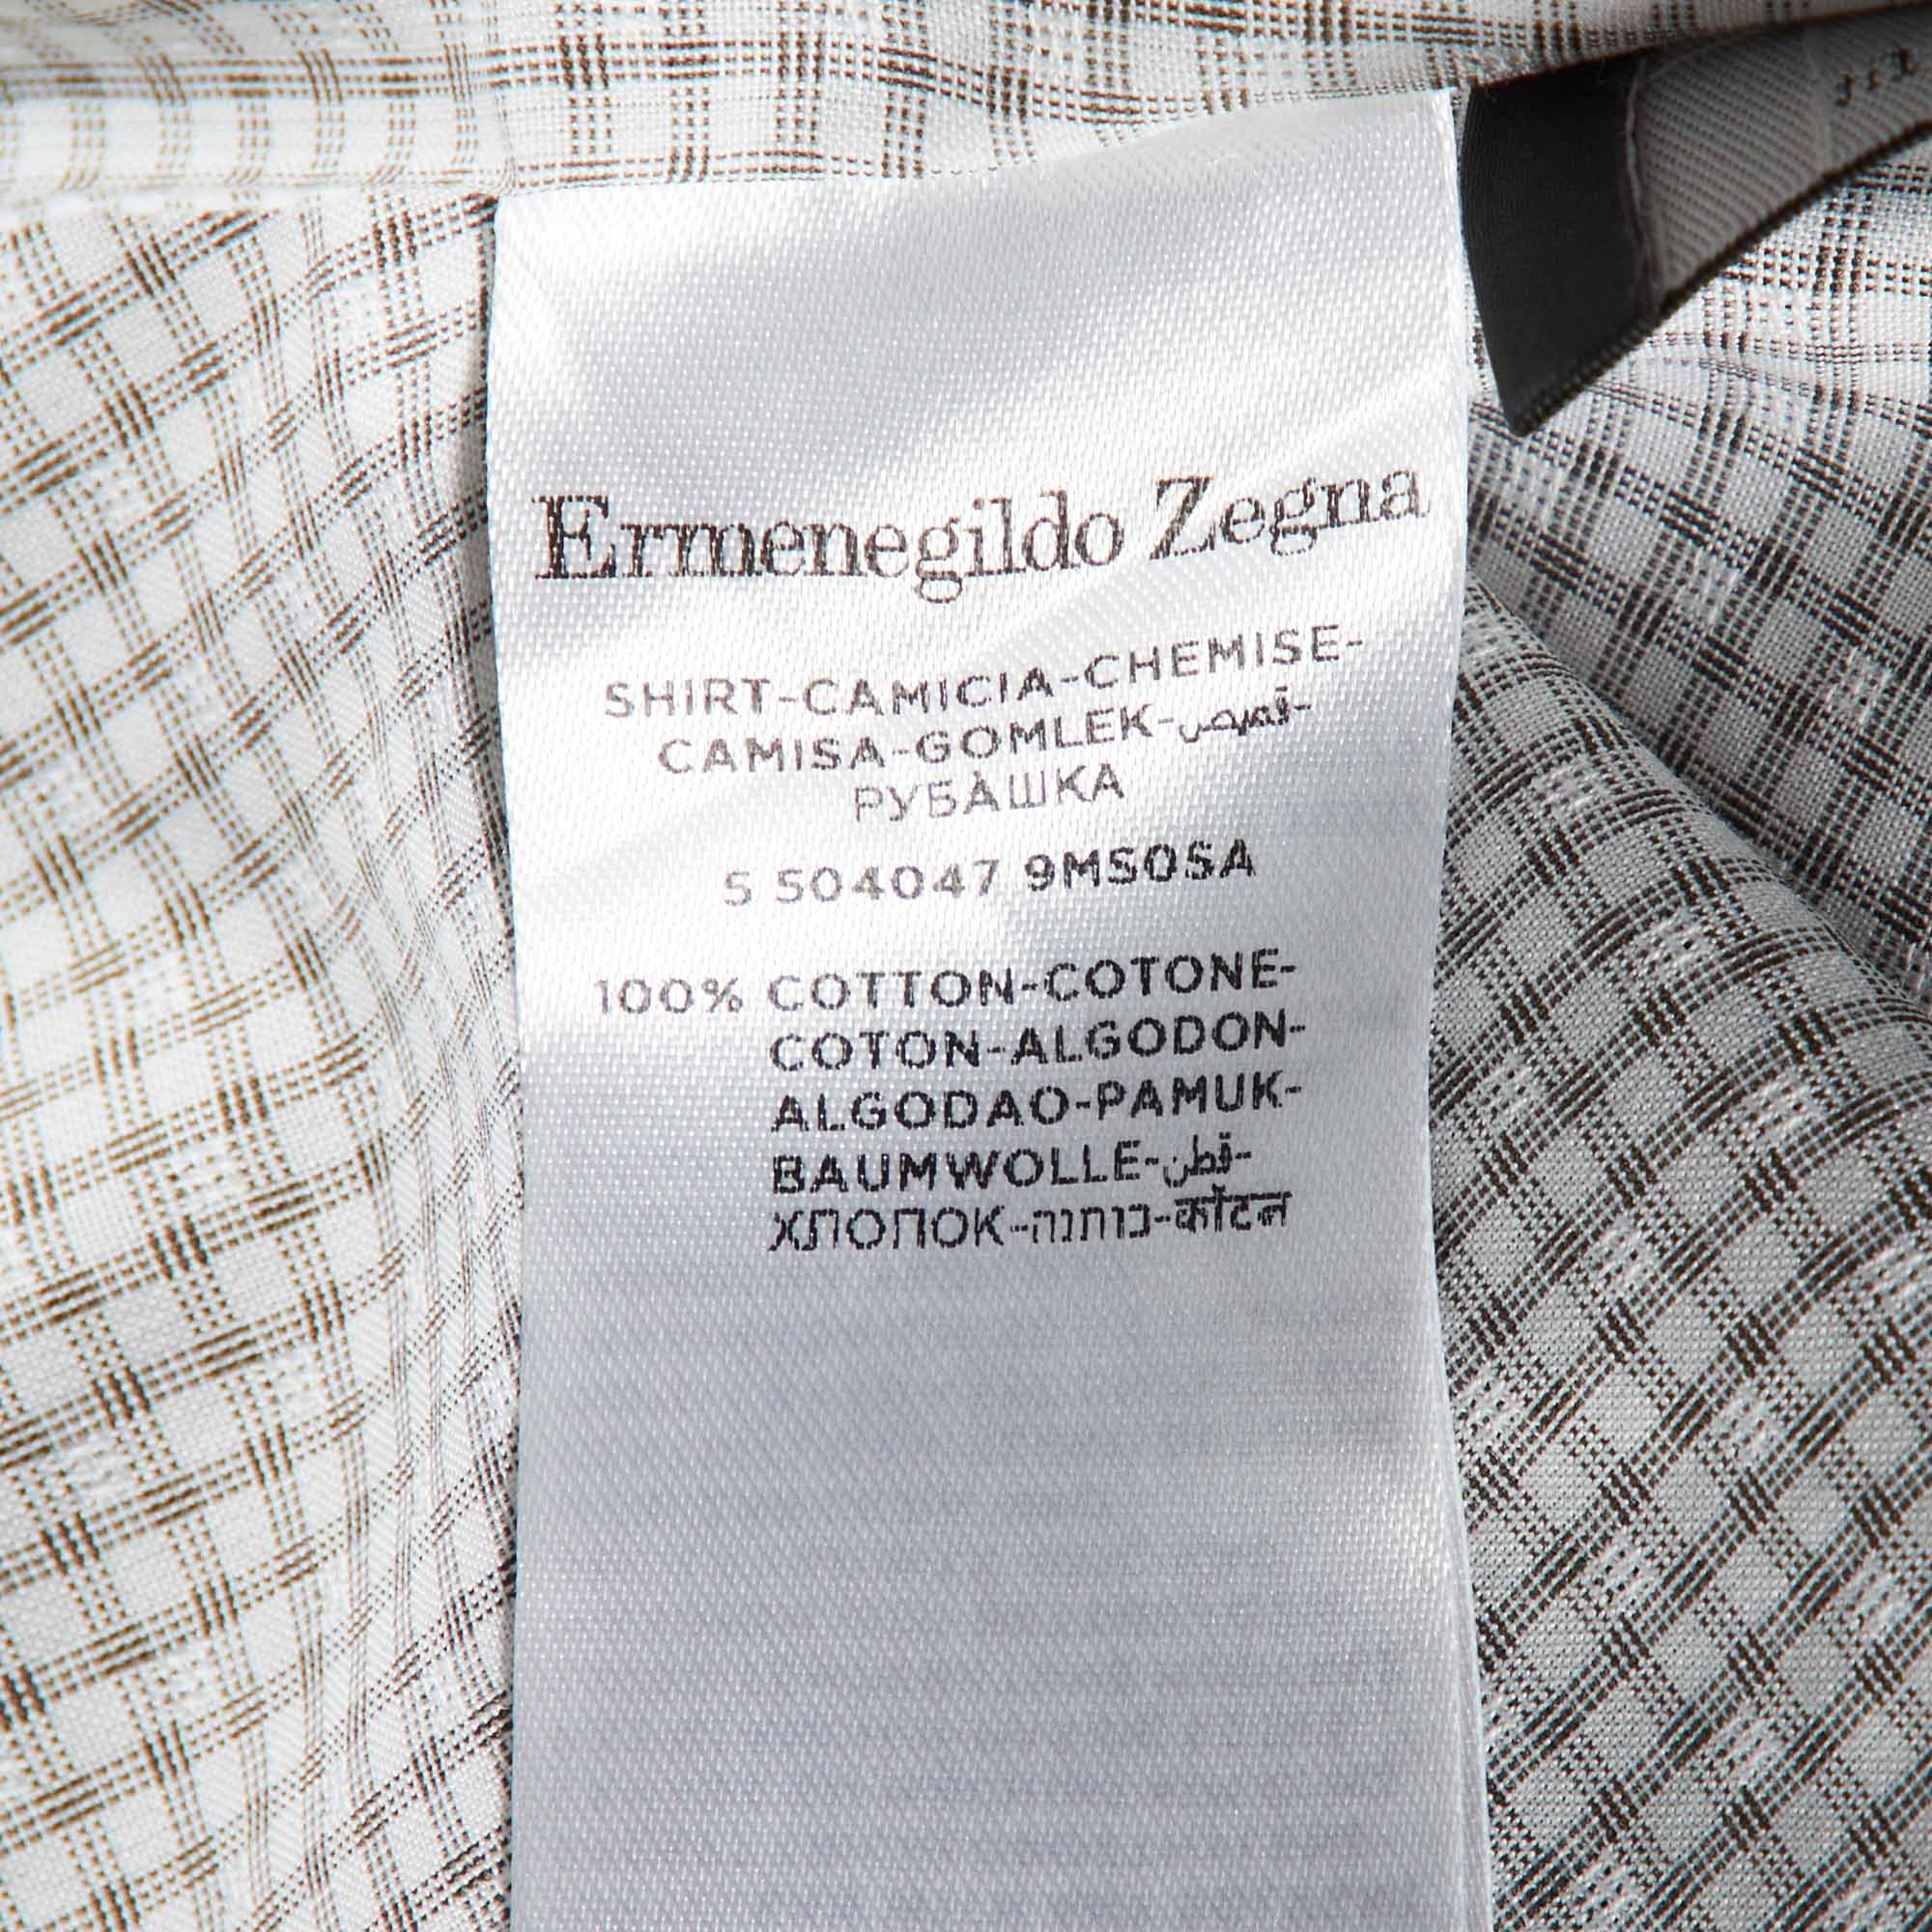 Ermenegildo Zegna
SHIRT-CAMICIA-CHEMISE-
CAMISA-GOMLEK-قميص-
РУБАШКА
S 504047 9MS0SA
100% COTTON-COTONE-
COTON-ALGODON-
ALGODAO-PAMUK-
BAUMWOLLE-قطن-
ХЛОПОК-כותנה-कॉटन